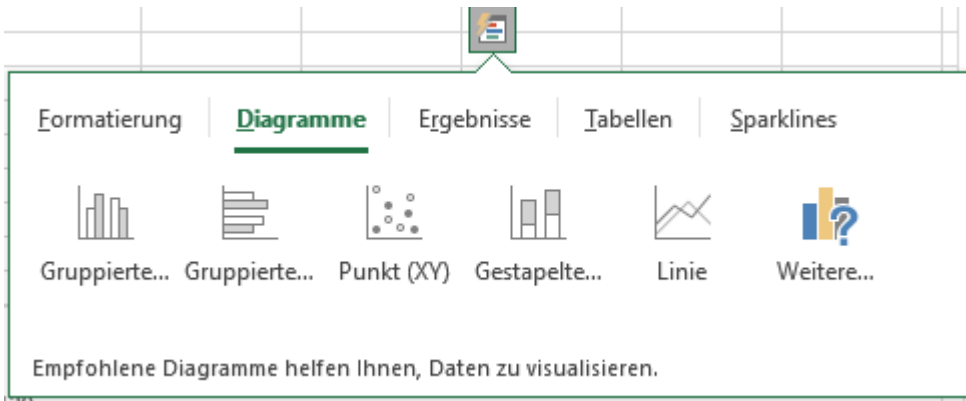 Formatierung Diagramme Ergebnisse Tabellen Sparklines
Gruppierte... Gruppierte... Punkt (XY) Gestapelte... Linie Weitere...
Empfohlene Diagramme helfen Ihnen, Daten zu visualisieren.